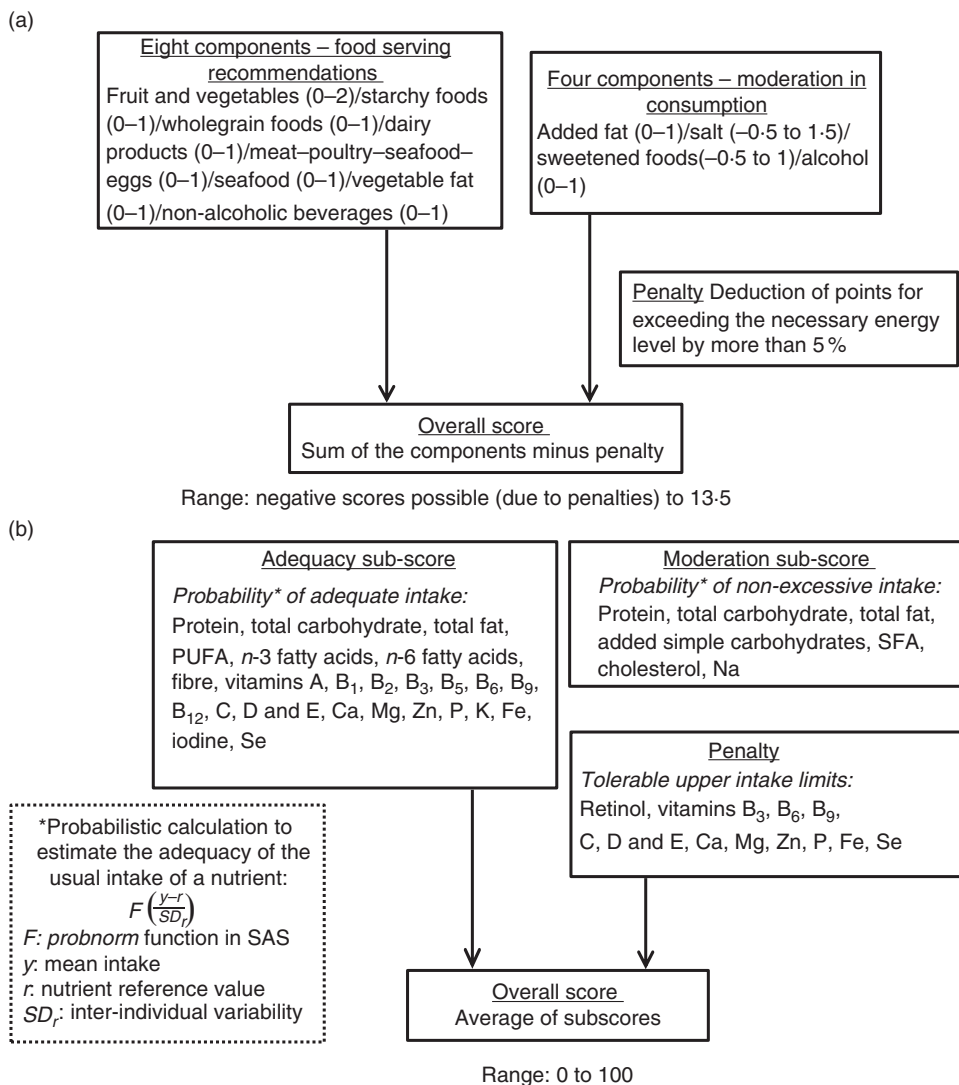 (a)
Eight components – food serving
recommendations
Fruit and vegetables (0–2)/starchy foods
(0–1)/wholegrain foods (0–1)/dairy
products (0–1)/meat–poultry–seafood–
eggs (0–1)/seafood (0–1)/vegetable fat
(0–1)/non-alcoholic beverages (0–1)
Four components – moderation in
consumption
Added fat (0–1)/salt (–0·5 to 1·5)/
sweetened foods(–0·5 to 1)/alcohol
(0–1)
Penalty Deduction of points for
exceeding the necessary energy
level by more than 5 %
Overall score
Sum of the components minus penalty
Range: negative scores possible (due to penalties) to 13·5
(b)
Adequacy sub-score
Probability* of adequate intake:
Protein, total carbohydrate, total fat,
PUFA, n-3 fatty acids, n-6 fatty acids,
fibre, vitamins A, B₁, B₂, B₃, B₅, B₆, B₉,
B₁₂, C, D and E, Ca, Mg, Zn, P, K, Fe,
iodine, Se
Moderation sub-score
Probability* of non-excessive intake:
Protein, total carbohydrate, total fat,
added simple carbohydrates, SFA,
cholesterol, Na
Penalty
Tolerable upper intake limits:
Retinol, vitamins B₃, B₆, B₉,
C, D and E, Ca, Mg, Zn, P, Fe, Se
*Probabilistic calculation to
estimate the adequacy of the
usual intake of a nutrient:
F((y–r)/SDᵣ)
F: probnorm function in SAS
y: mean intake
r: nutrient reference value
SDᵣ: inter-individual variability
Overall score
Average of subscores
Range: 0 to 100